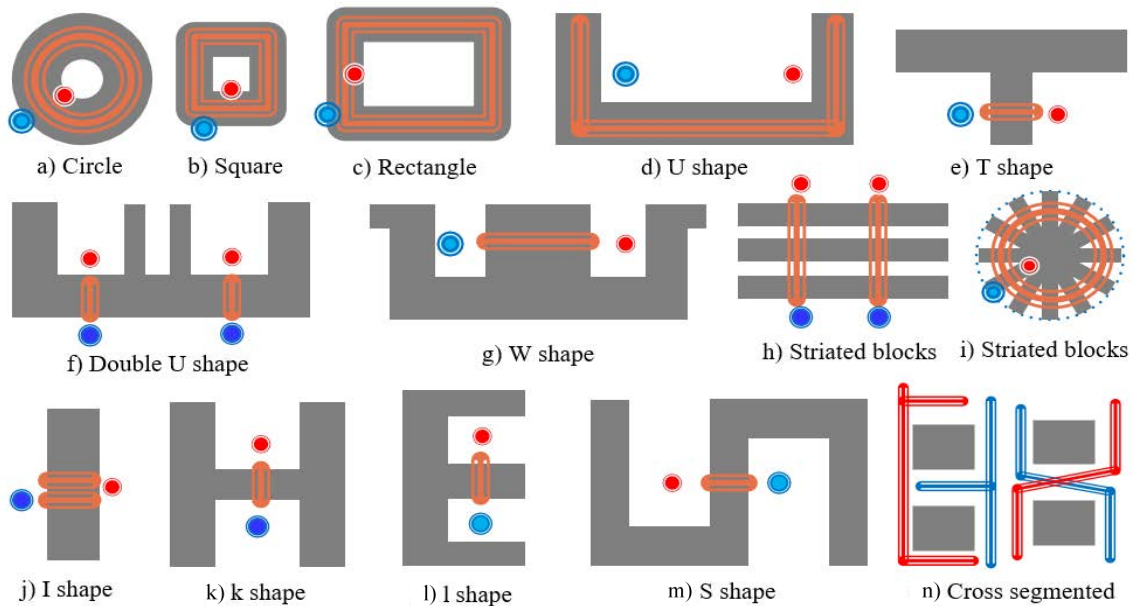 a) Circle
b) Square
c) Rectangle
d) U shape
e) T shape
f) Double U shape
g) W shape
h) Striated blocks
i) Striated blocks
j) I shape
k) k shape
l) l shape
m) S shape
n) Cross segmented